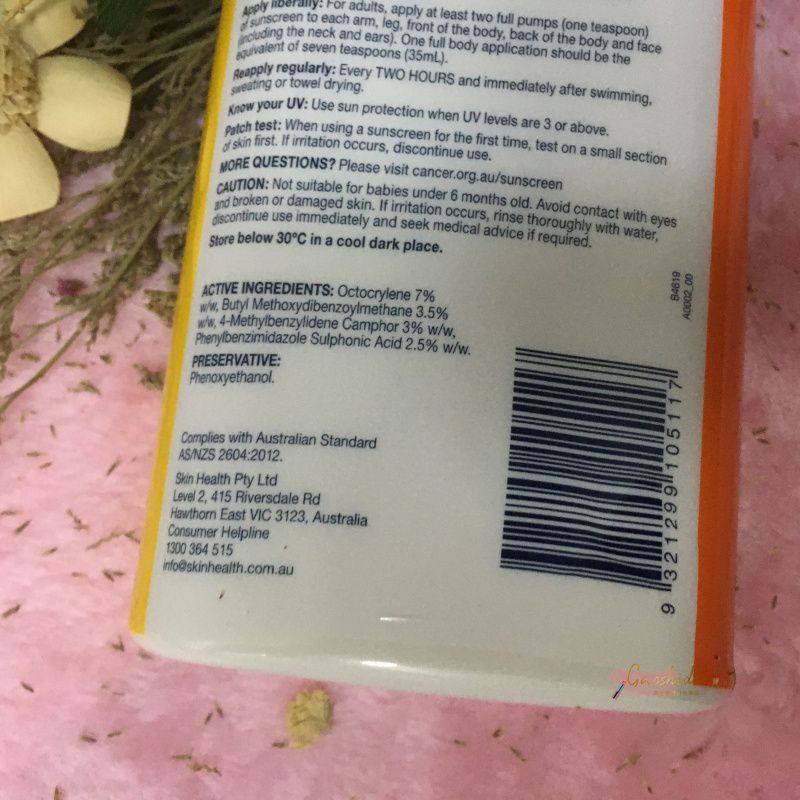 Apply liberally: For adults, apply at least two full pumps (one teaspoon)
of sunscreen to each arm, leg, front of the body, back of the body and face
(including the neck and ears). One full body application should be the
equivalent of seven teaspoons (35mL).
Reapply regularly: Every TWO HOURS and immediately after swimming,
sweating or towel drying.
Know your UV: Use sun protection when UV levels are 3 or above.
Patch test: When using a sunscreen for the first time, test on a small section
of skin first. If irritation occurs, discontinue use.
MORE QUESTIONS? Please visit cancer.org.au/sunscreen
CAUTION: Not suitable for babies under 6 months old. Avoid contact with eyes
and broken or damaged skin. If irritation occurs, rinse thoroughly with water,
discontinue use immediately and seek medical advice if required.
Store below 30°C in a cool dark place.
ACTIVE INGREDIENTS: Octocrylene 7%
w/w, Butyl Methoxydibenzoylmethane 3.5%
w/w, 4-Methylbenzylidene Camphor 3% w/w,
Phenylbenzimidazole Sulphonic Acid 2.5% w/w.
PRESERVATIVE:
Phenoxyethanol.
Complies with Australian Standard
AS/NZS 2604:2012.
Skin Health Pty Ltd
Level 2, 415 Riversdale Rd
Hawthorn East VIC 3123, Australia
Consumer Helpline
1300 364 515
info@skinhealth.com.au
B4619
A0002_00
9 321299 105117